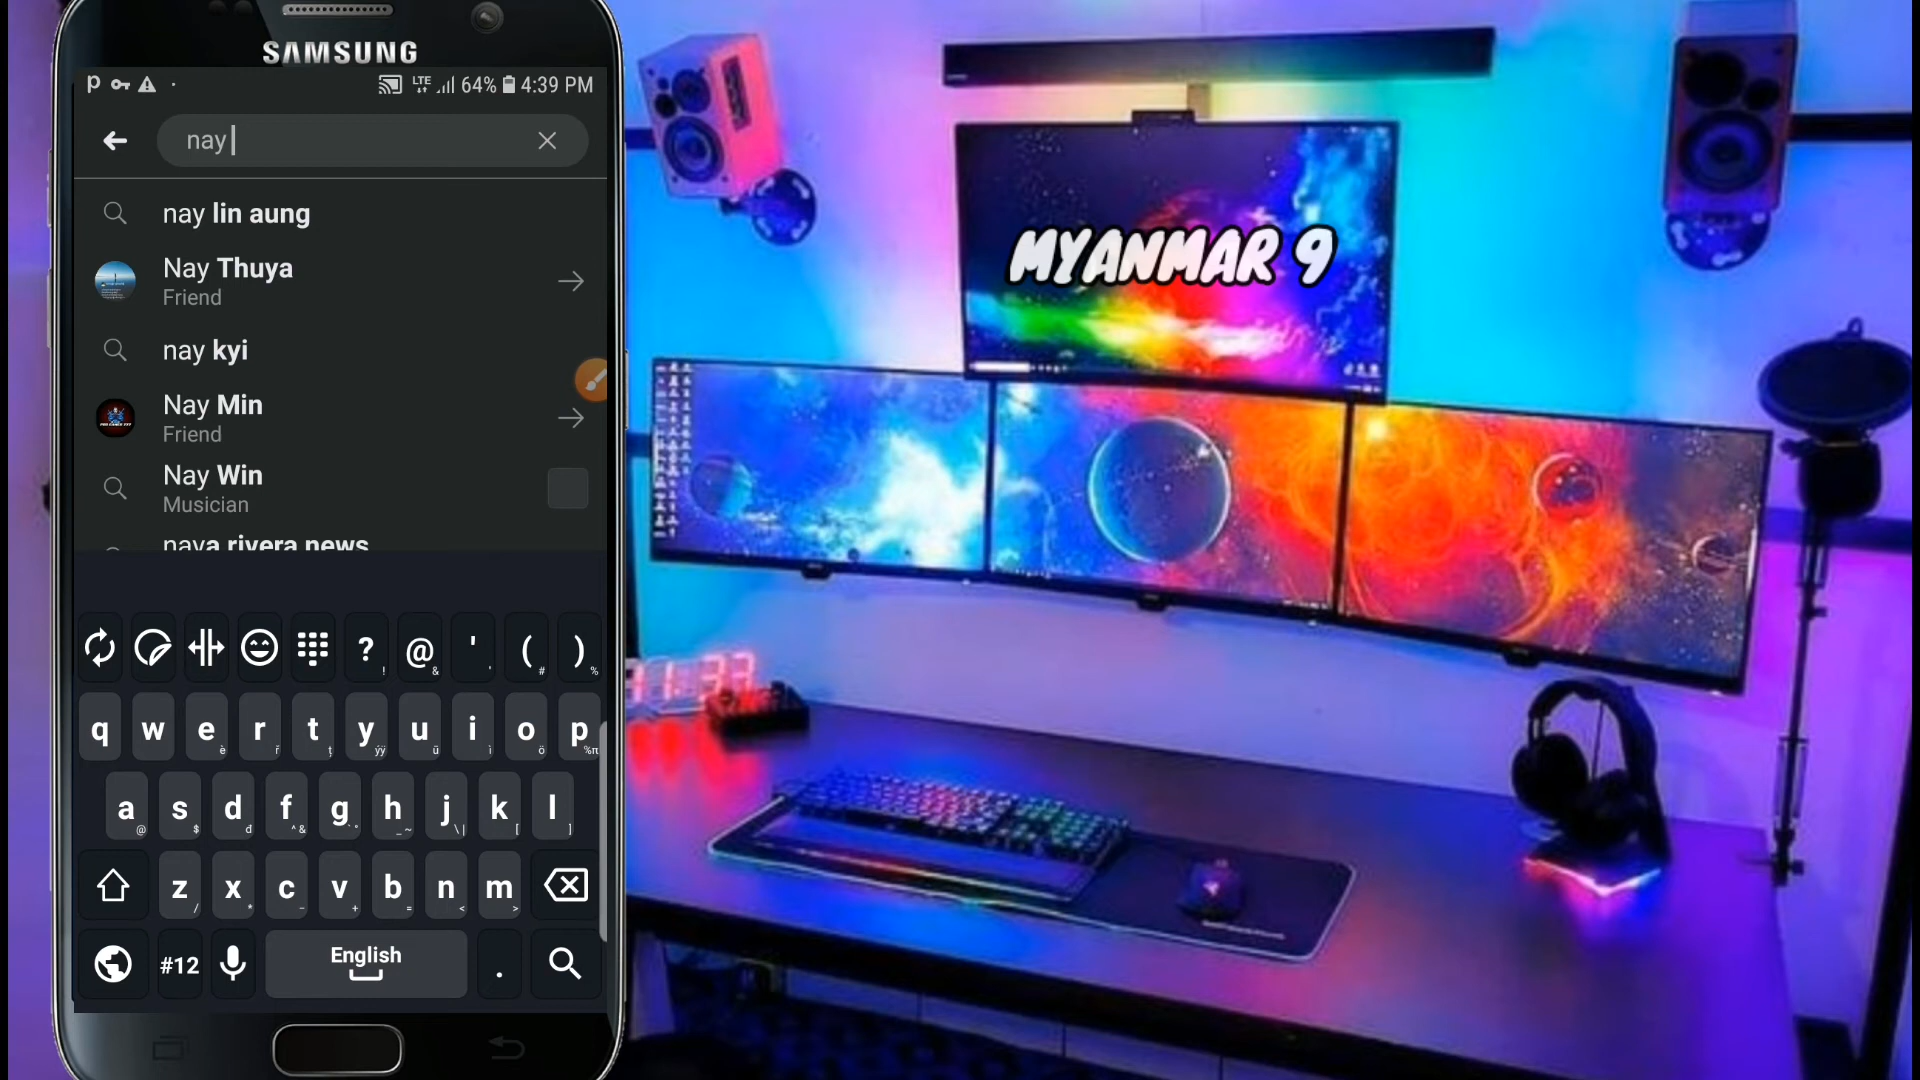 SAMSUNG
LTE 64% 4:39 PM
nay
nay lin aung
Nay Thuya
Friend
nay kyi
Nay Min
Friend
Nay Win
Musician
naya rivera news
? ! @ & ' ( # ) %
q w e r t y u i o p
a s d f g h j k l
z x c v b n m
#12 English .
MYANMAR 9